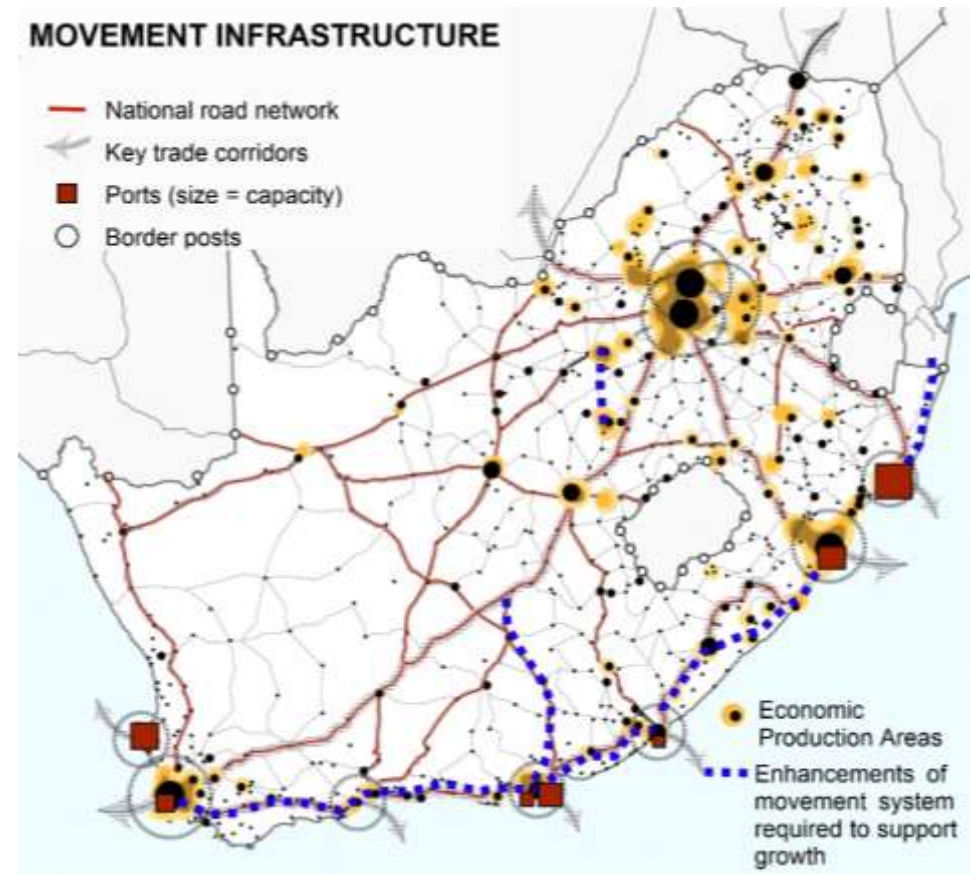 MOVEMENT INFRASTRUCTURE
National road network
Key trade corridors
Ports (size = capacity)
Border posts
Economic
Production Areas
Enhancements of
movement system
required to support
growth